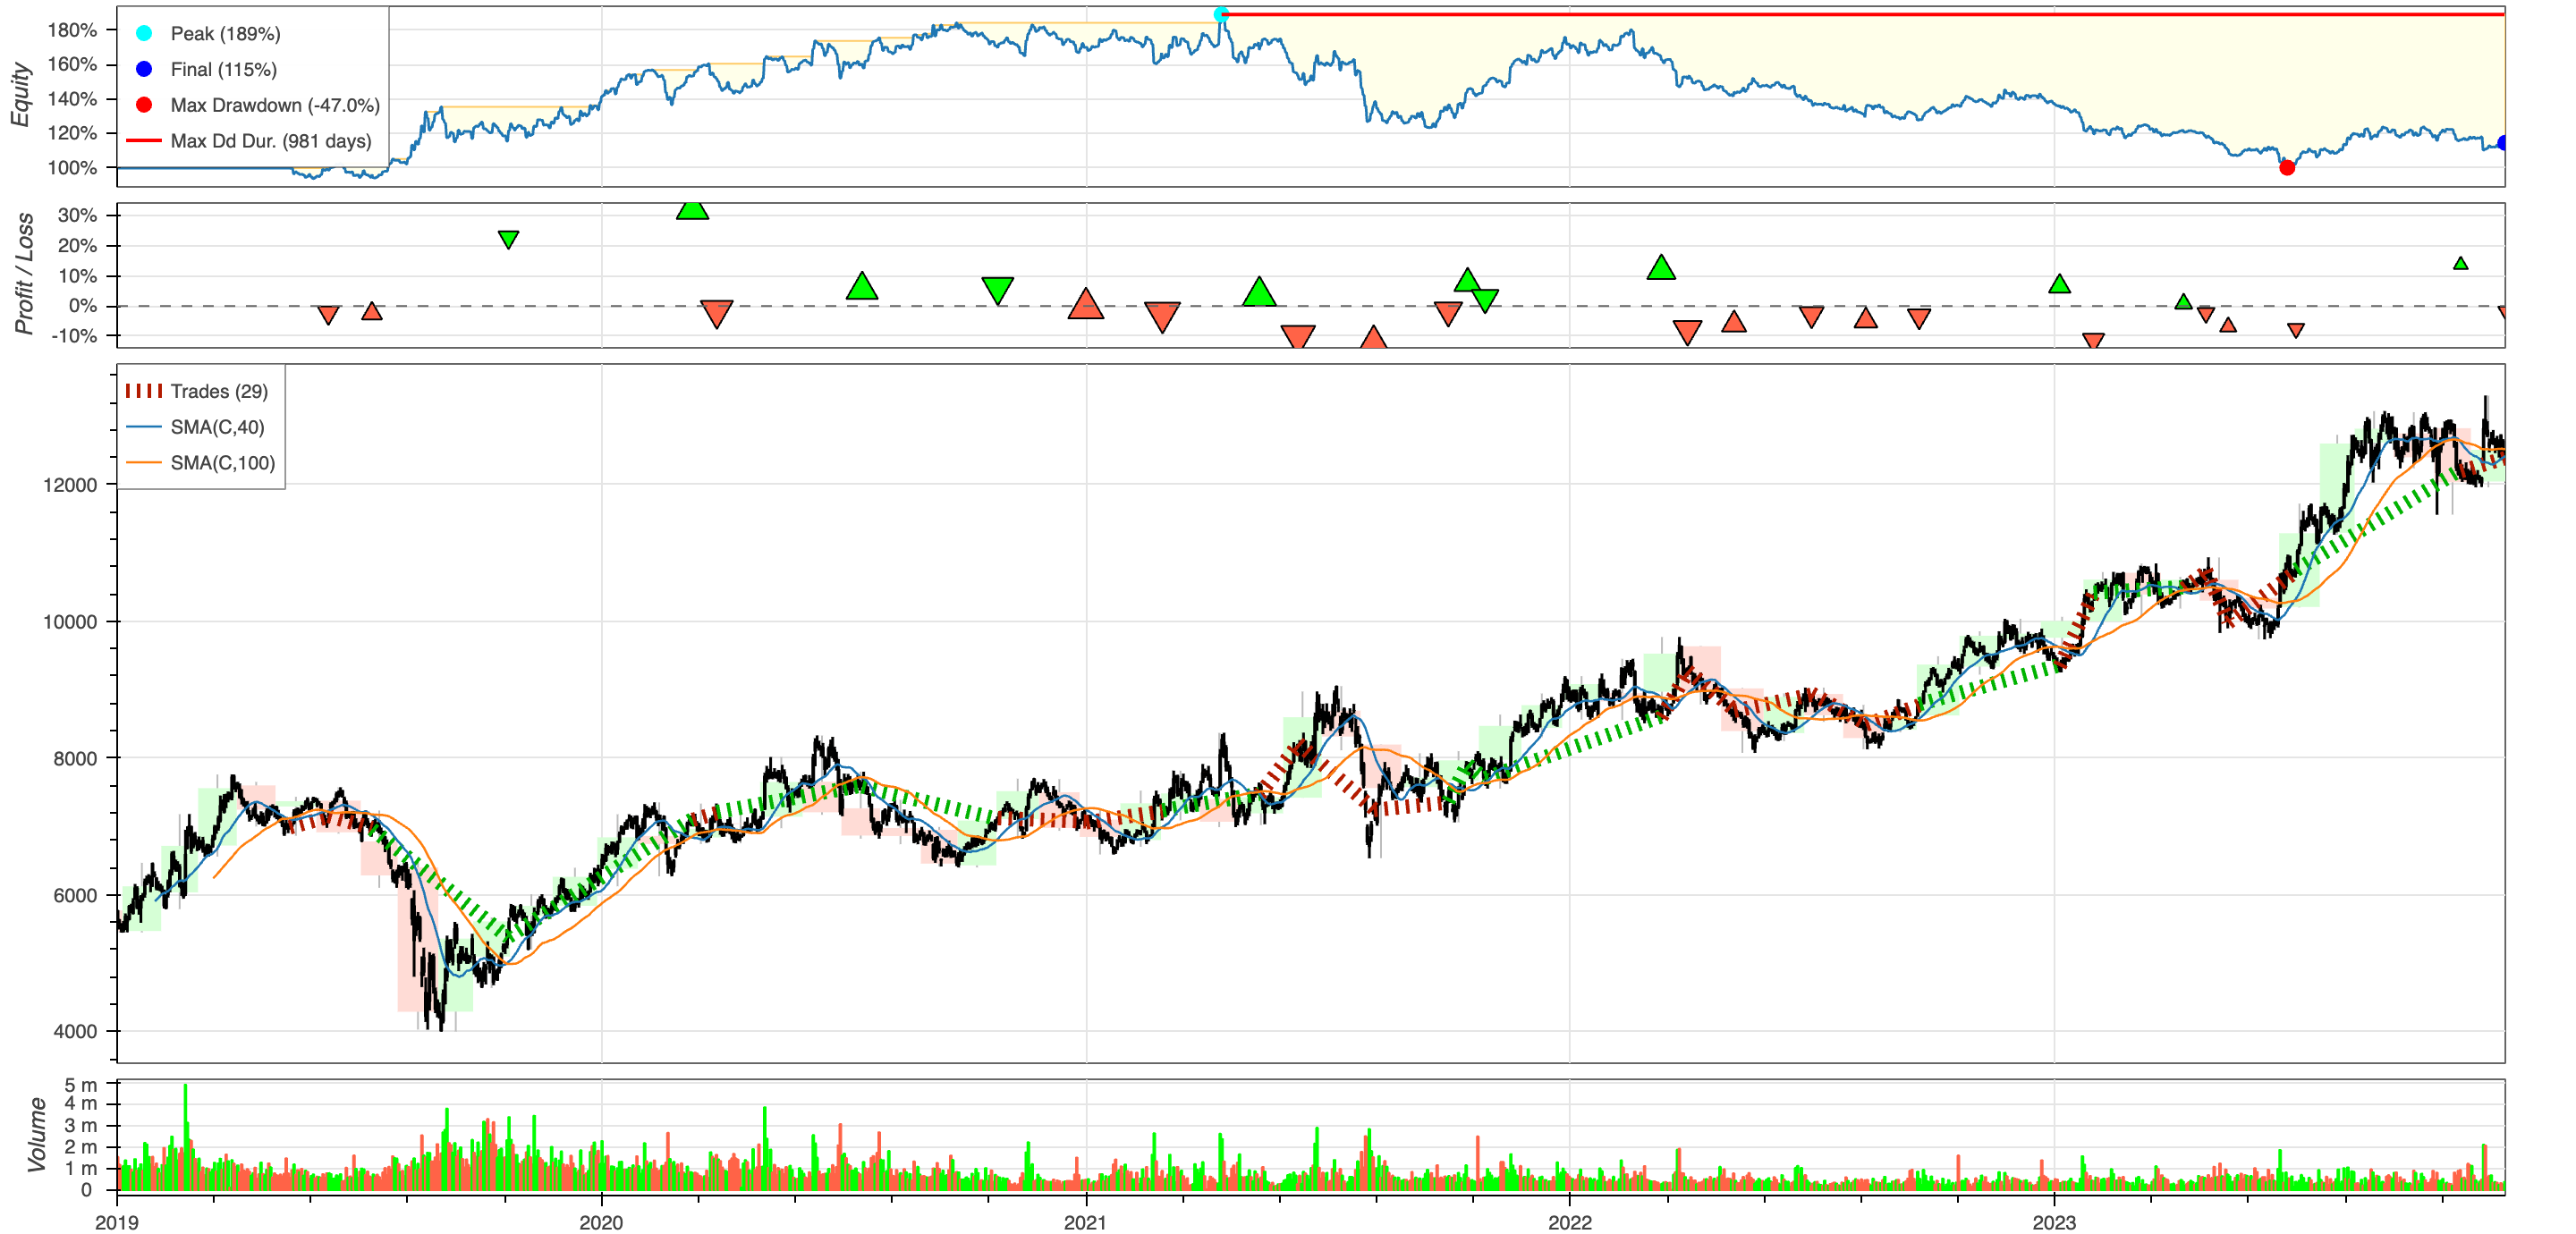 Equity
180%
160%
140%
120%
100%
Peak (189%)
Final (115%)
Max Drawdown (-47.0%)
Max Dd Dur. (981 days)
Profit / Loss
30%
20%
10%
0%
-10%
Trades (29)
SMA(C,40)
SMA(C,100)
12000
10000
8000
6000
4000
Volume
5 m
4 m
3 m
2 m
1 m
0
2019 2020 2021 2022 2023